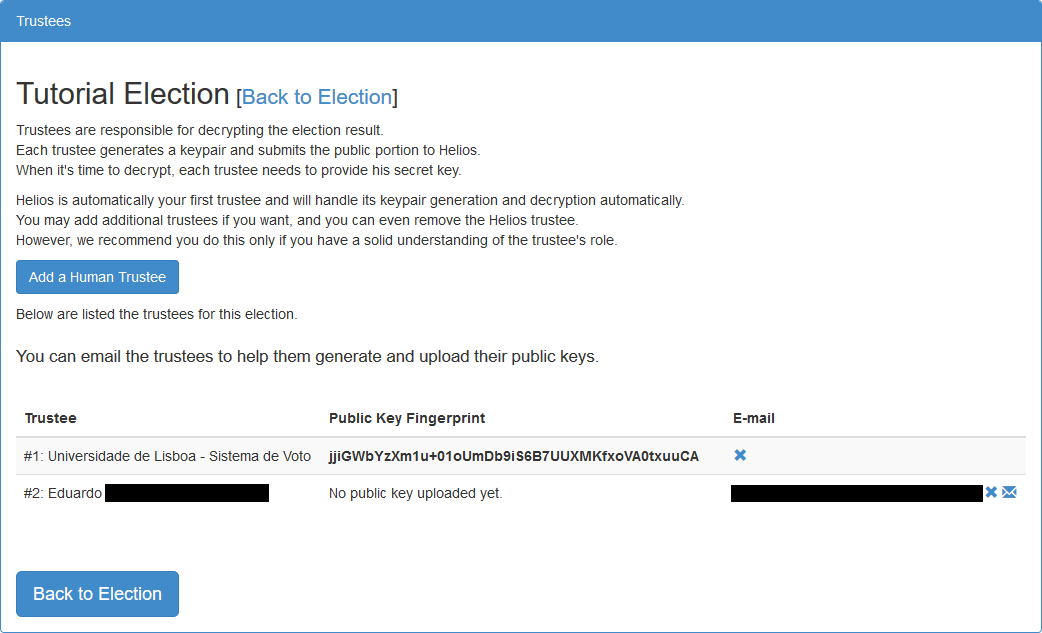 Trustees
Tutorial Election [Back to Election]
Trustees are responsible for decrypting the election result.
Each trustee generates a keypair and submits the public portion to Helios.
When it's time to decrypt, each trustee needs to provide his secret key.
Helios is automatically your first trustee and will handle its keypair generation and decryption automatically.
You may add additional trustees if you want, and you can even remove the Helios trustee.
However, we recommend you do this only if you have a solid understanding of the trustee's role.
Add a Human Trustee
Below are listed the trustees for this election.
You can email the trustees to help them generate and upload their public keys.
Trustee Public Key Fingerprint E-mail
#1: Universidade de Lisboa - Sistema de Voto jjiGWbYzXm1u+01oUmDb9iS6B7UUXMKfxoVA0txuuCA
#2: Eduardo No public key uploaded yet.
Back to Election